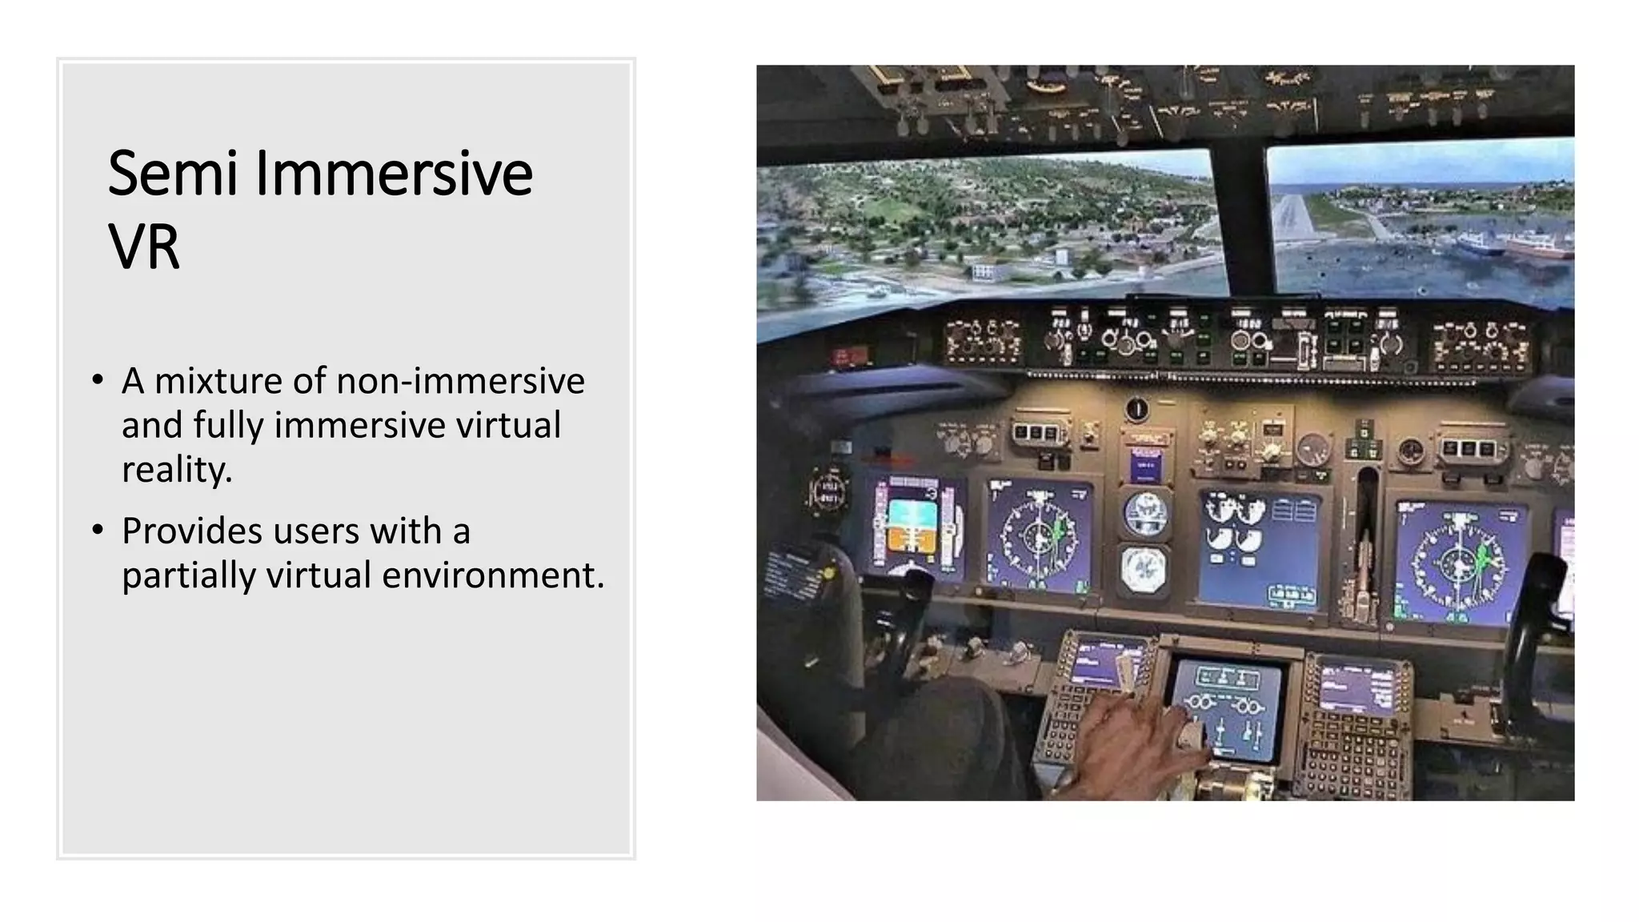 Semi Immersive
VR
• A mixture of non-immersive
and fully immersive virtual
reality.
• Provides users with a
partially virtual environment.